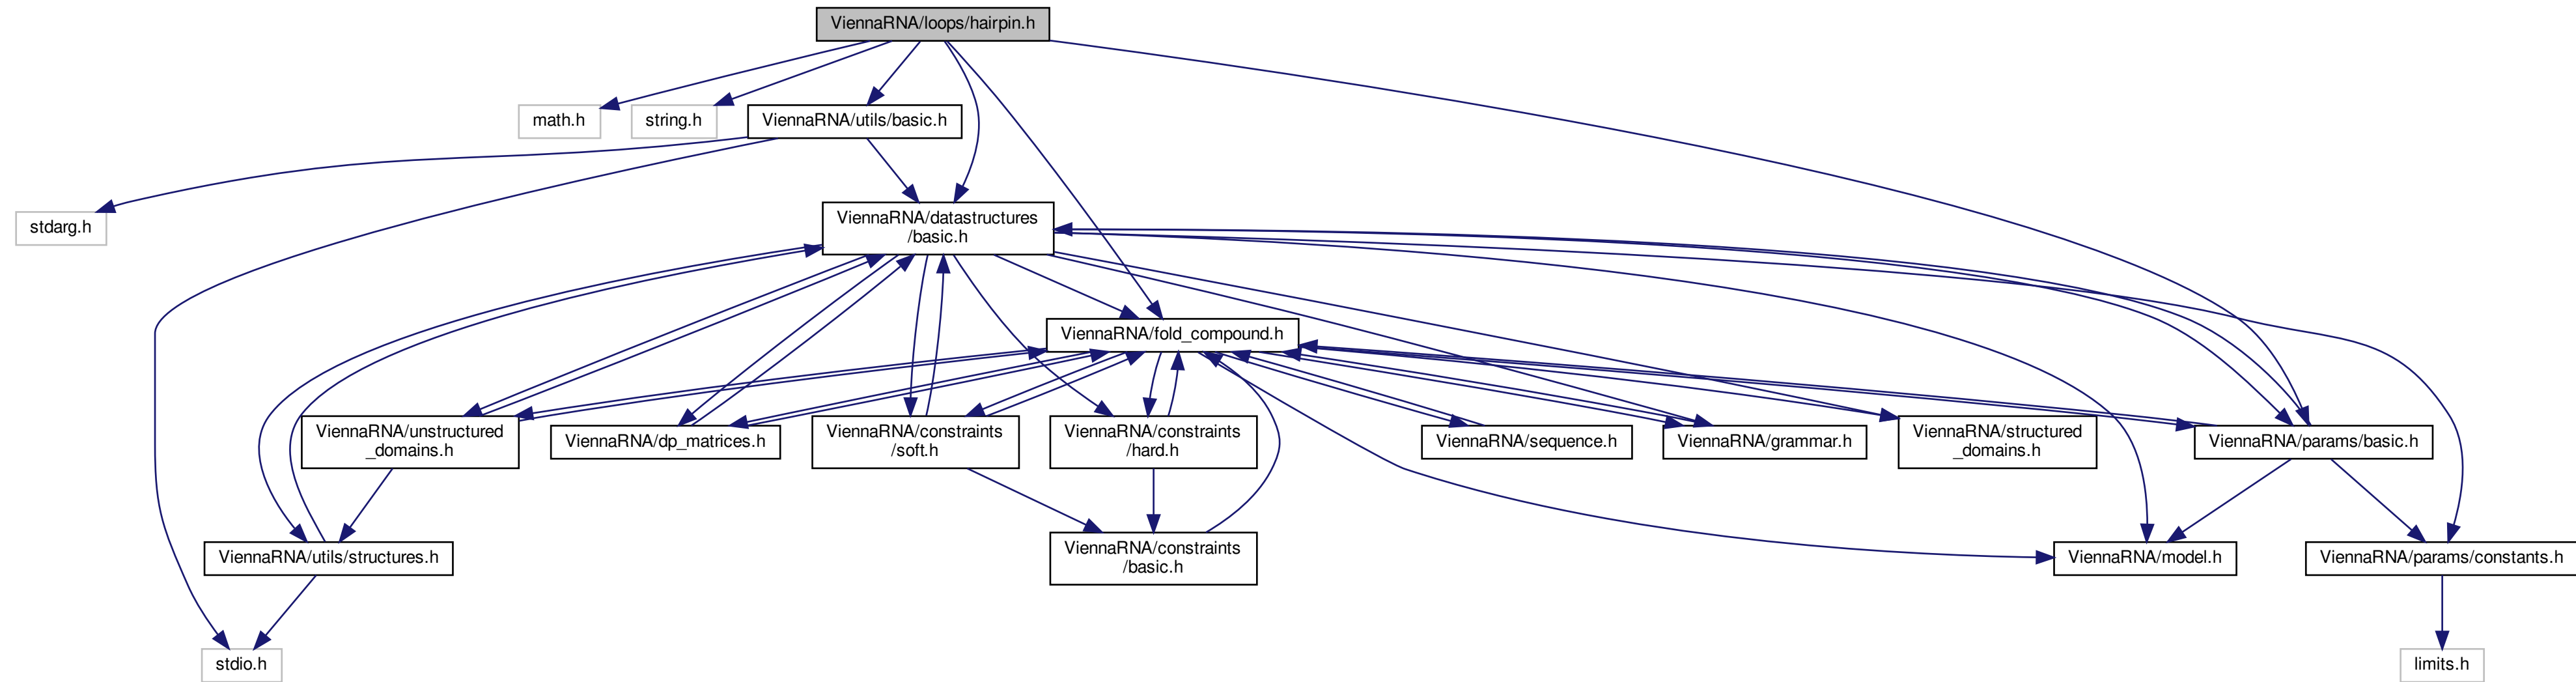 ViennaRNA/loops/hairpin.h
math.h
string.h
ViennaRNA/utils/basic.h
stdarg.h
ViennaRNA/datastructures
/basic.h
ViennaRNA/fold_compound.h
ViennaRNA/unstructured
_domains.h
ViennaRNA/dp_matrices.h
ViennaRNA/constraints
/soft.h
ViennaRNA/constraints
/hard.h
ViennaRNA/sequence.h
ViennaRNA/grammar.h
ViennaRNA/structured
_domains.h
ViennaRNA/params/basic.h
ViennaRNA/utils/structures.h
ViennaRNA/constraints
/basic.h
ViennaRNA/model.h
ViennaRNA/params/constants.h
stdio.h
limits.h